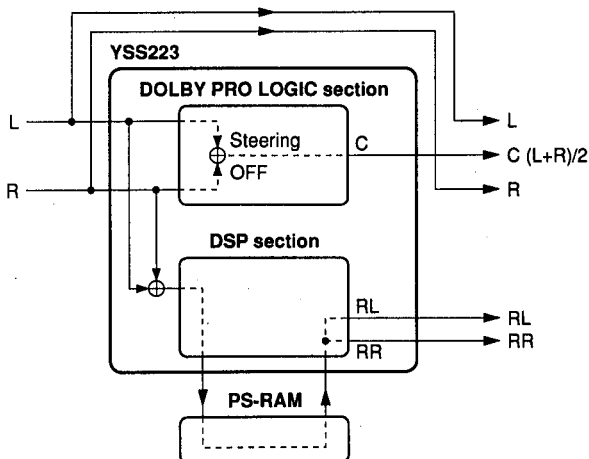 YSS223
DOLBY PRO LOGIC section
L
L
Steering
C
C (L+R)/2
OFF
R
R
DSP section
RL
RL
RR
RR
PS-RAM